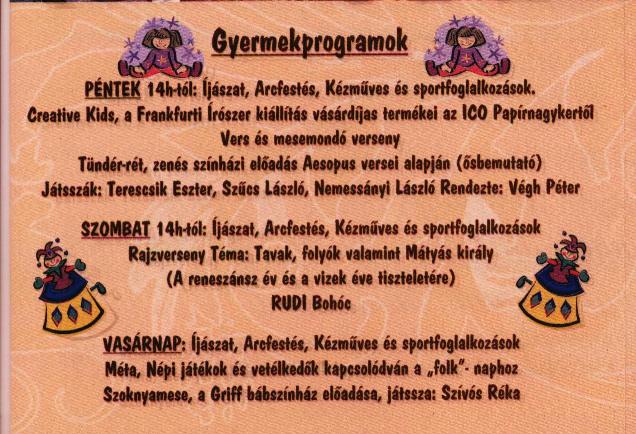 Gyermekprogramok
PÉNTEK 14h-tól: Íjászat, Arcfestés, Kézműves és sportfoglalkozások.
Creative Kids, a Frankfurti Írószer kiállítás vásárdíjas termékei az ICO Papírnagykertől
Vers és mesemondó verseny
Tündér-rét, zenés színházi előadás Aesopus versei alapján (ősbemutató)
Játsszák: Terescsik Eszter, Szűcs László, Nemessányi László Rendezte: Végh Péter
SZOMBAT 14h-tól: Íjászat, Arcfestés, Kézműves és sportfoglalkozások
Rajzverseny Téma: Tavak, folyók valamint Mátyás király
(A reneszánsz év és a vizek éve tiszteletére)
RUDI Bohóc
VASÁRNAP: Íjászat, Arcfestés, Kézműves és sportfoglalkozások
Méta, Népi játékok és vetélkedők kapcsolódván a „folk”- naphoz
Szoknyamese, a Griff bábszínház előadása, játssza: Szívós Réka